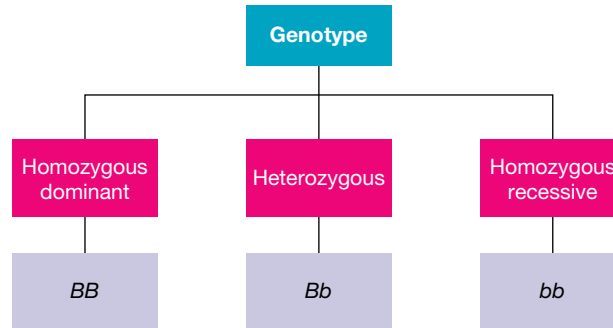 Genotype
Homozygous
dominant
Heterozygous
Homozygous
recessive
BB
Bb
bb